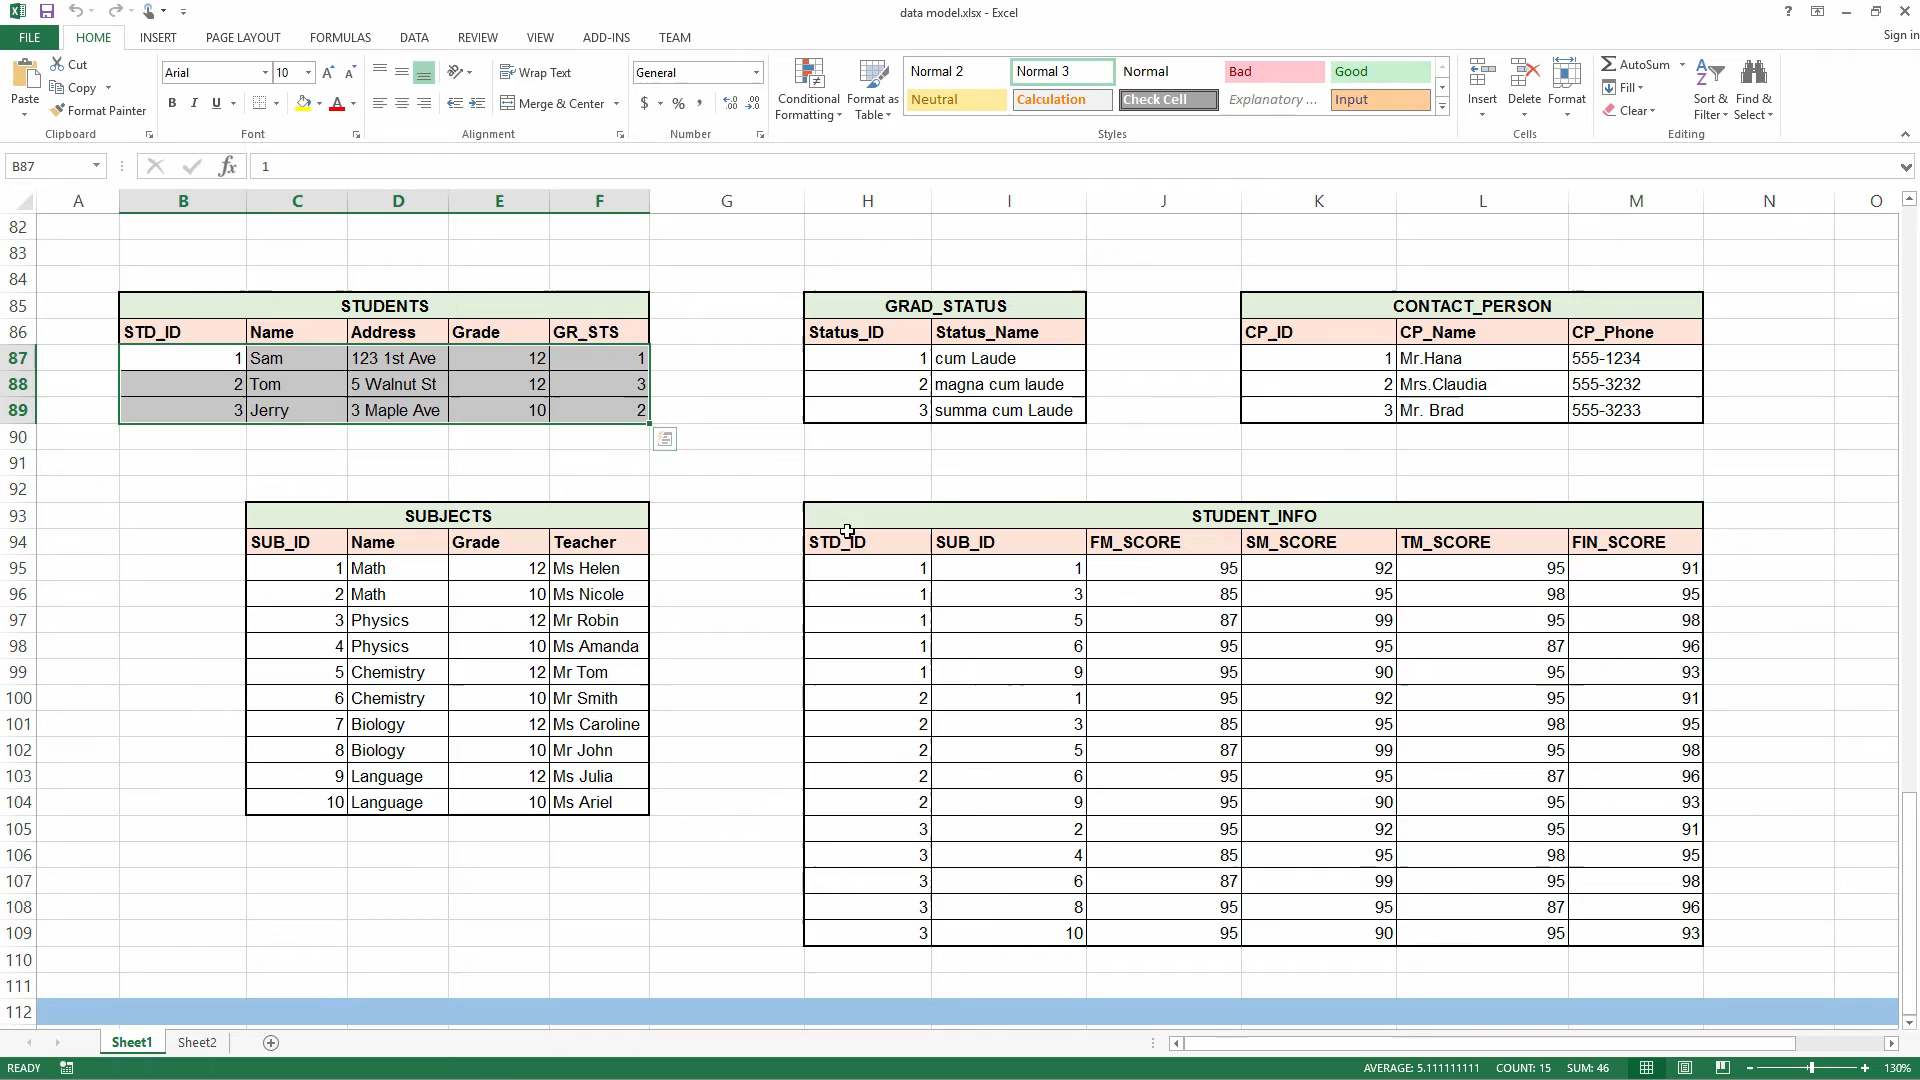 data model.xlsx - Excel
?
Sign in
FILE HOME INSERT PAGE LAYOUT FORMULAS DATA REVIEW VIEW ADD-INS TEAM
Paste Cut
Copy
Format Painter
Clipboard
Arial 10
B I U
Font
Wrap Text
Merge & Center
Alignment
General
$ % ,
Number
Conditional Formatting
Format as Table
Normal 2 Normal 3 Normal Bad Good
Neutral Calculation Check Cell Explanatory ... Input
Styles
Insert Delete Format
Cells
AutoSum
Fill
Clear
Sort & Filter
Find & Select
Editing
B87 fx 1
A B C D E F G H I J K L M N O
82
83
84
85 STUDENTS GRAD_STATUS CONTACT_PERSON
86 STD_ID Name Address Grade GR_STS Status_ID Status_Name CP_ID CP_Name CP_Phone
87 1 Sam 123 1st Ave 12 1 1 cum Laude 1 Mr.Hana 555-1234
88 2 Tom 5 Walnut St 12 3 2 magna cum laude 2 Mrs.Claudia 555-3232
89 3 Jerry 3 Maple Ave 10 2 3 summa cum Laude 3 Mr. Brad 555-3233
90
91
92
93 SUBJECTS STUDENT_INFO
94 SUB_ID Name Grade Teacher STD_ID SUB_ID FM_SCORE SM_SCORE TM_SCORE FIN_SCORE
95 1 Math 12 Ms Helen 1 1 95 92 95 91
96 2 Math 10 Ms Nicole 1 3 85 95 98 95
97 3 Physics 12 Mr Robin 1 5 87 99 95 98
98 4 Physics 10 Ms Amanda 1 6 95 95 87 96
99 5 Chemistry 12 Mr Tom 1 9 95 90 95 93
100 6 Chemistry 10 Mr Smith 2 1 95 92 95 91
101 7 Biology 12 Ms Caroline 2 3 85 95 98 95
102 8 Biology 10 Mr John 2 5 87 99 95 98
103 9 Language 12 Ms Julia 2 6 95 95 87 96
104 10 Language 10 Ms Ariel 2 9 95 90 95 93
105 3 2 95 92 95 91
106 3 4 85 95 98 95
107 3 6 87 99 95 98
108 3 8 95 95 87 96
109 3 10 95 90 95 93
110
111
112
Sheet1 Sheet2
READY AVERAGE: 5.111111111 COUNT: 15 SUM: 46 130%